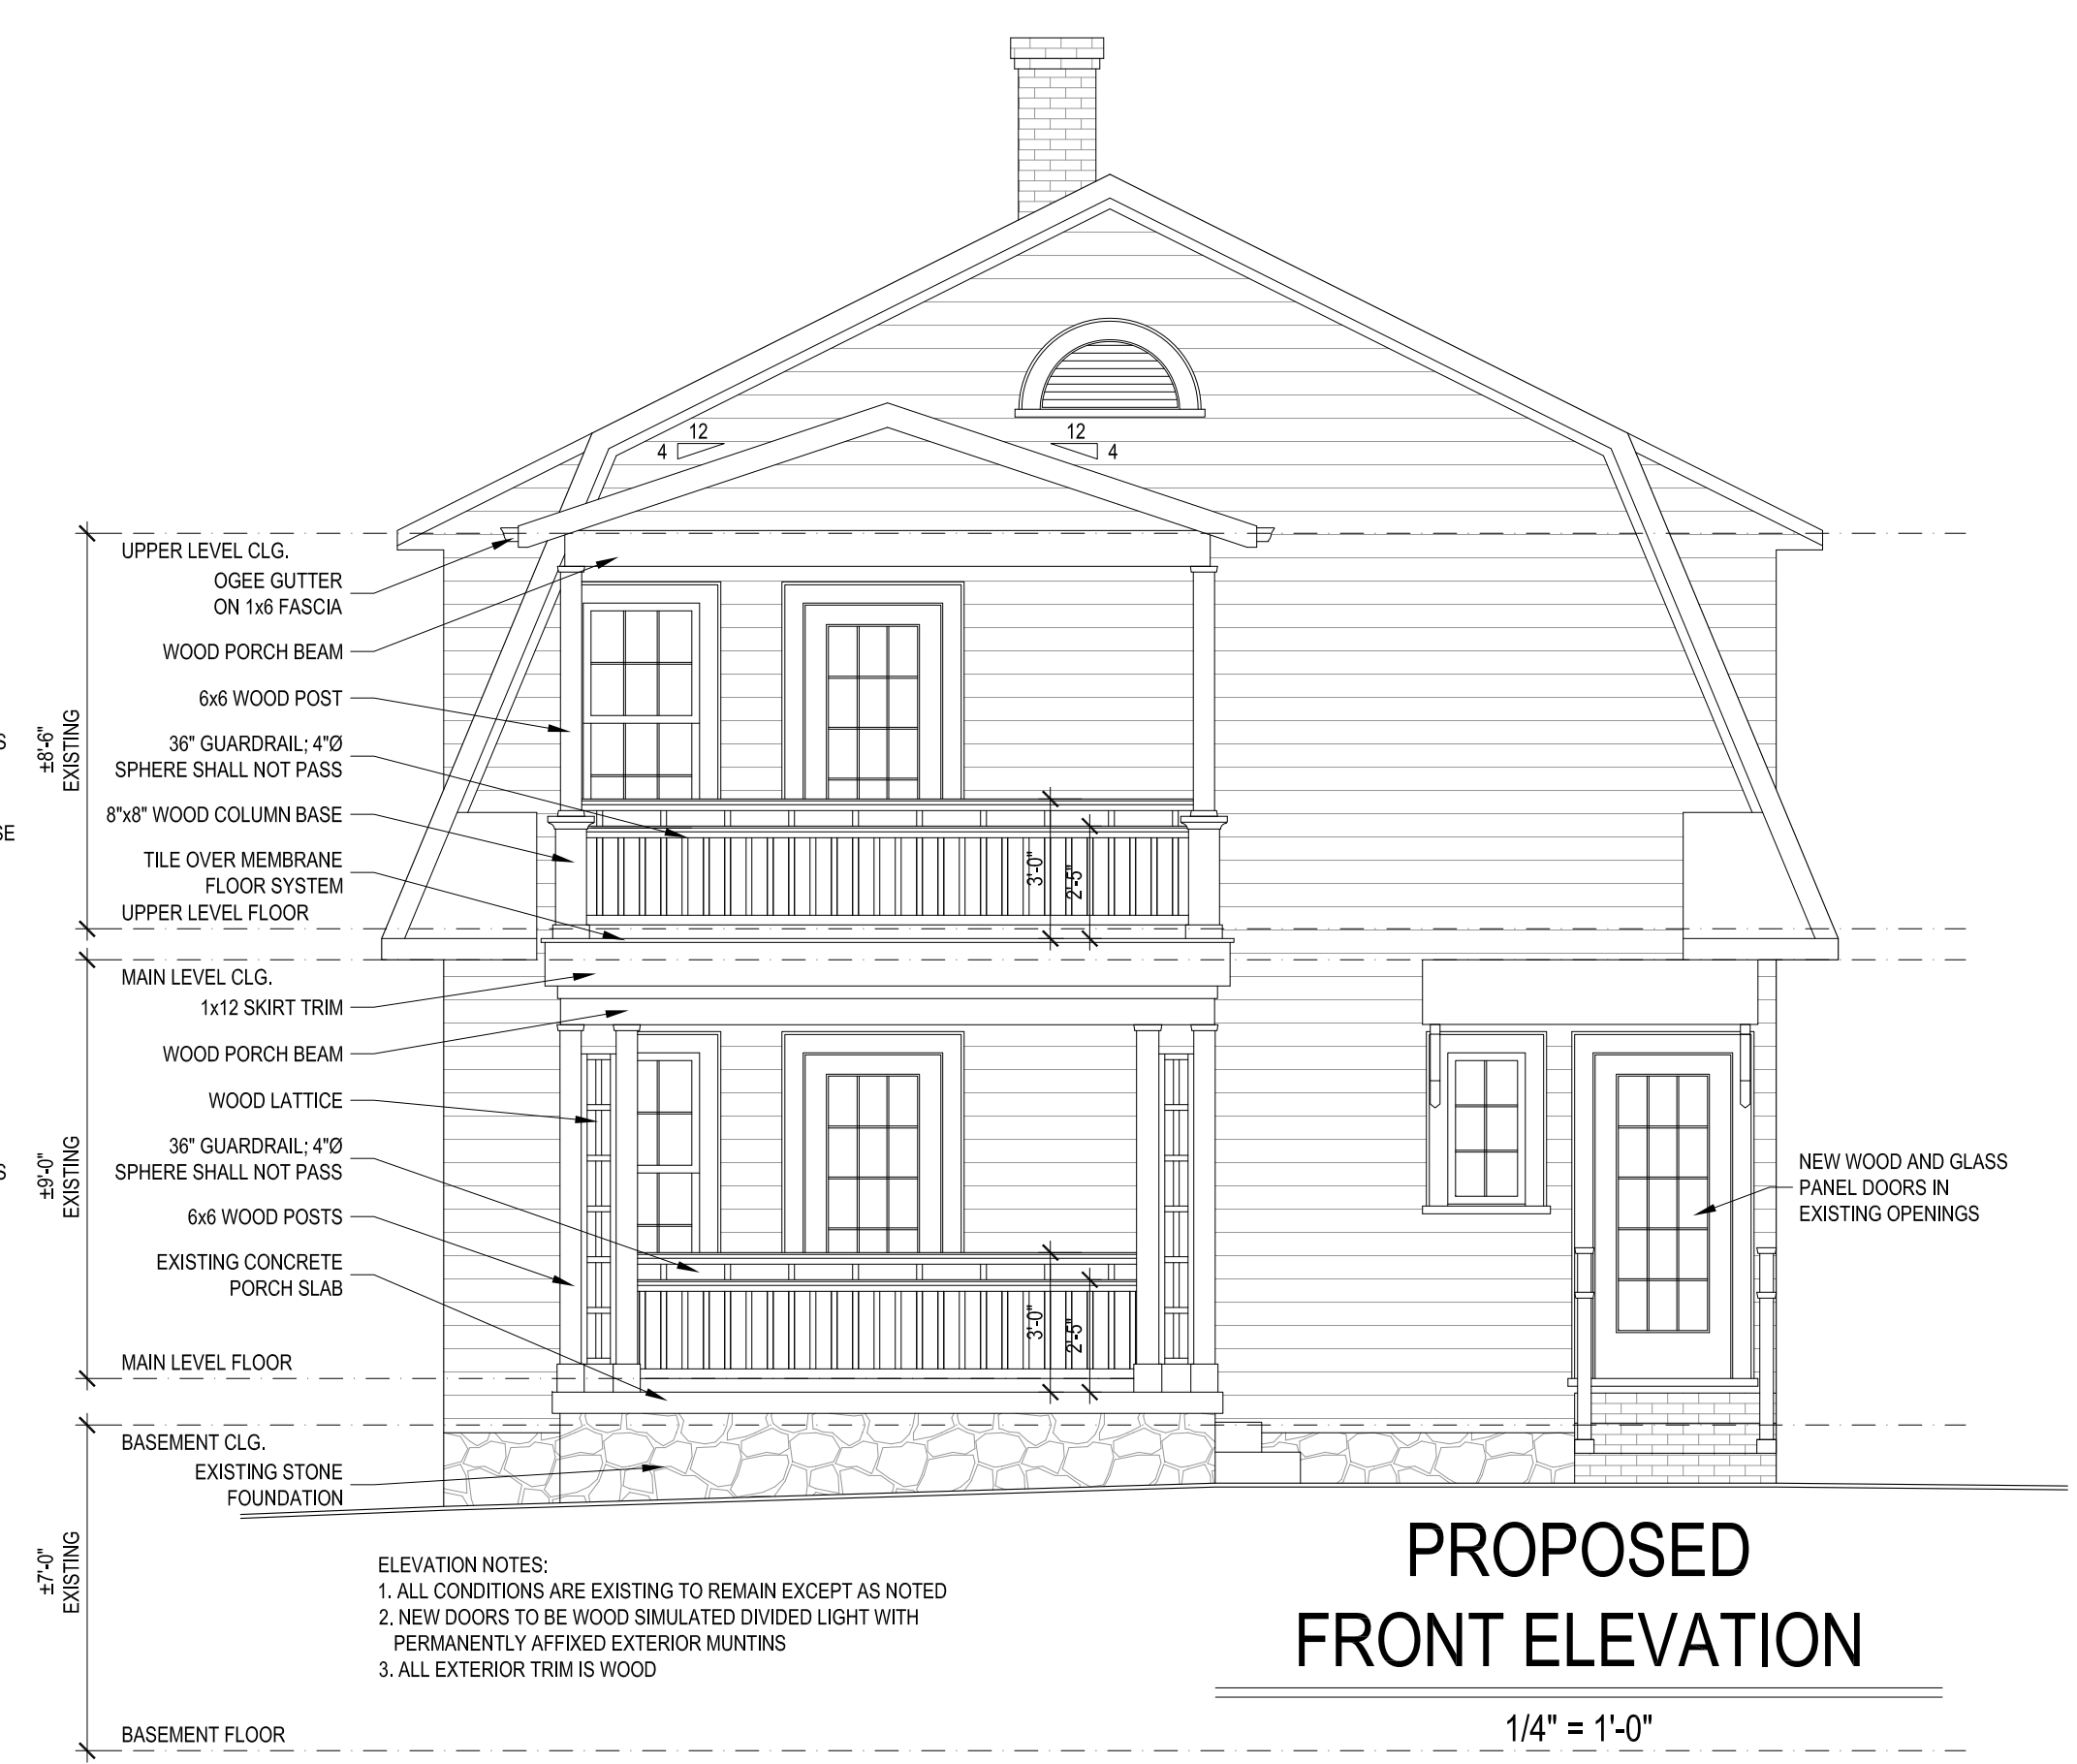 12
4
12
4
UPPER LEVEL CLG.
OGEE GUTTER
ON 1x6 FASCIA
WOOD PORCH BEAM
6x6 WOOD POST
36" GUARDRAIL; 4"Ø
SPHERE SHALL NOT PASS
8"x8" WOOD COLUMN BASE
TILE OVER MEMBRANE
FLOOR SYSTEM
UPPER LEVEL FLOOR
±8'-6"
EXISTING
S
SE
3'-0"
2'-5"
MAIN LEVEL CLG.
1x12 SKIRT TRIM
WOOD PORCH BEAM
WOOD LATTICE
36" GUARDRAIL; 4"Ø
SPHERE SHALL NOT PASS
6x6 WOOD POSTS
EXISTING CONCRETE
PORCH SLAB
MAIN LEVEL FLOOR
±9'-0"
EXISTING
S
3'-0"
2'-5"
NEW WOOD AND GLASS
PANEL DOORS IN
EXISTING OPENINGS
BASEMENT CLG.
EXISTING STONE
FOUNDATION
±7'-0"
EXISTING
BASEMENT FLOOR
ELEVATION NOTES:
1. ALL CONDITIONS ARE EXISTING TO REMAIN EXCEPT AS NOTED
2. NEW DOORS TO BE WOOD SIMULATED DIVIDED LIGHT WITH
PERMANENTLY AFFIXED EXTERIOR MUNTINS
3. ALL EXTERIOR TRIM IS WOOD
PROPOSED
FRONT ELEVATION
1/4" = 1'-0"